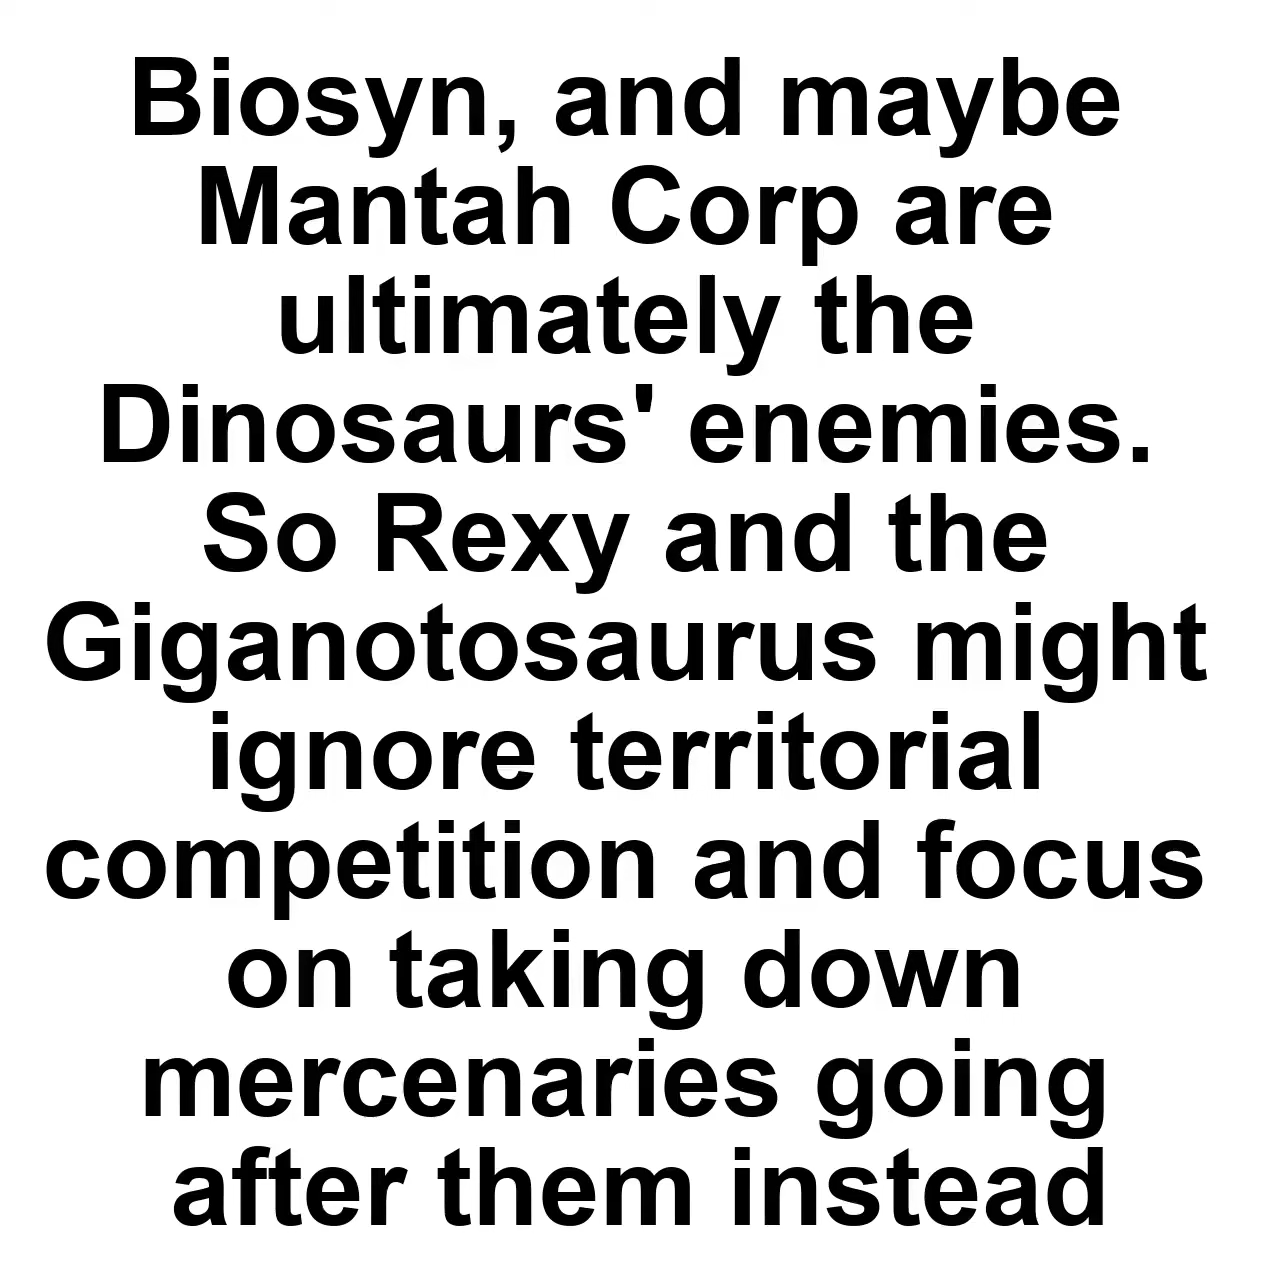 Biosyn, and maybe
Mantah Corp are
ultimately the
Dinosaurs' enemies.
So Rexy and the
Giganotosaurus might
ignore territorial
competition and focus
on taking down
mercenaries going
after them instead